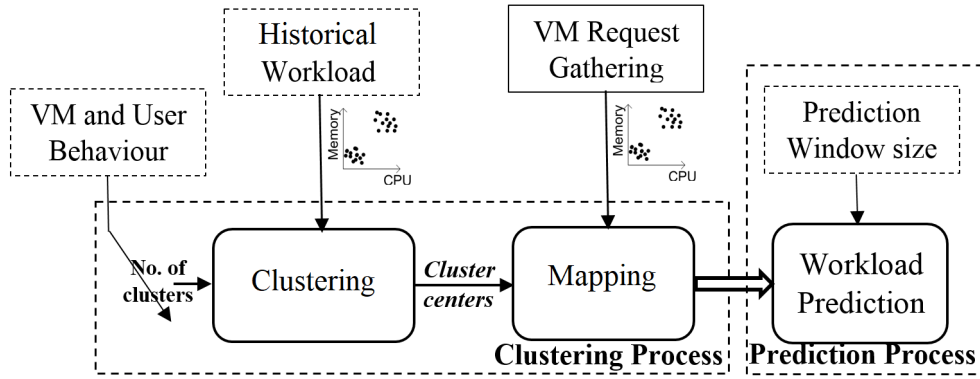 Historical
Workload
VM Request
Gathering
VM and User
Behaviour
Prediction
Window size
Memory
CPU
Memory
CPU
No. of
clusters
Clustering
Cluster
centers
Mapping
Workload
Prediction
Clustering Process
Prediction Process